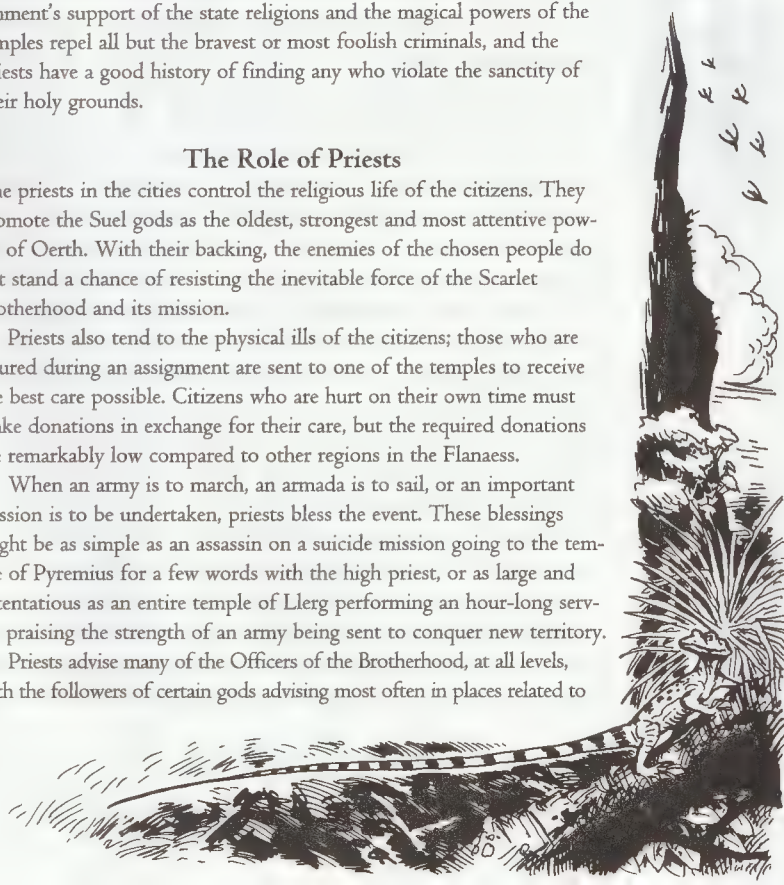 nment's support of the state religions and the magical powers of the
mples repel all but the bravest or most foolish criminals, and the
iests have a good history of finding any who violate the sanctity of
eir holy grounds.
The Role of Priests
ne priests in the cities control the religious life of the citizens. They
omote the Suel gods as the oldest, strongest and most attentive pow-
of Oerth. With their backing, the enemies of the chosen people do
t stand a chance of resisting the inevitable force of the Scarlet
otherhood and its mission.
Priests also tend to the physical ills of the citizens; those who are
ured during an assignment are sent to one of the temples to receive
e best care possible. Citizens who are hurt on their own time must
ake donations in exchange for their care, but the required donations
e remarkably low compared to other regions in the Flanaess.
When an army is to march, an armada is to sail, or an important
ssion is to be undertaken, priests bless the event. These blessings
ght be as simple as an assassin on a suicide mission going to the tem-
e of Pyremius for a few words with the high priest, or as large and
tentatious as an entire temple of Llerg performing an hour-long serv-
praising the strength of an army being sent to conquer new territory.
Priests advise many of the Officers of the Brotherhood, at all levels,
th the followers of certain gods advising most often in places related to